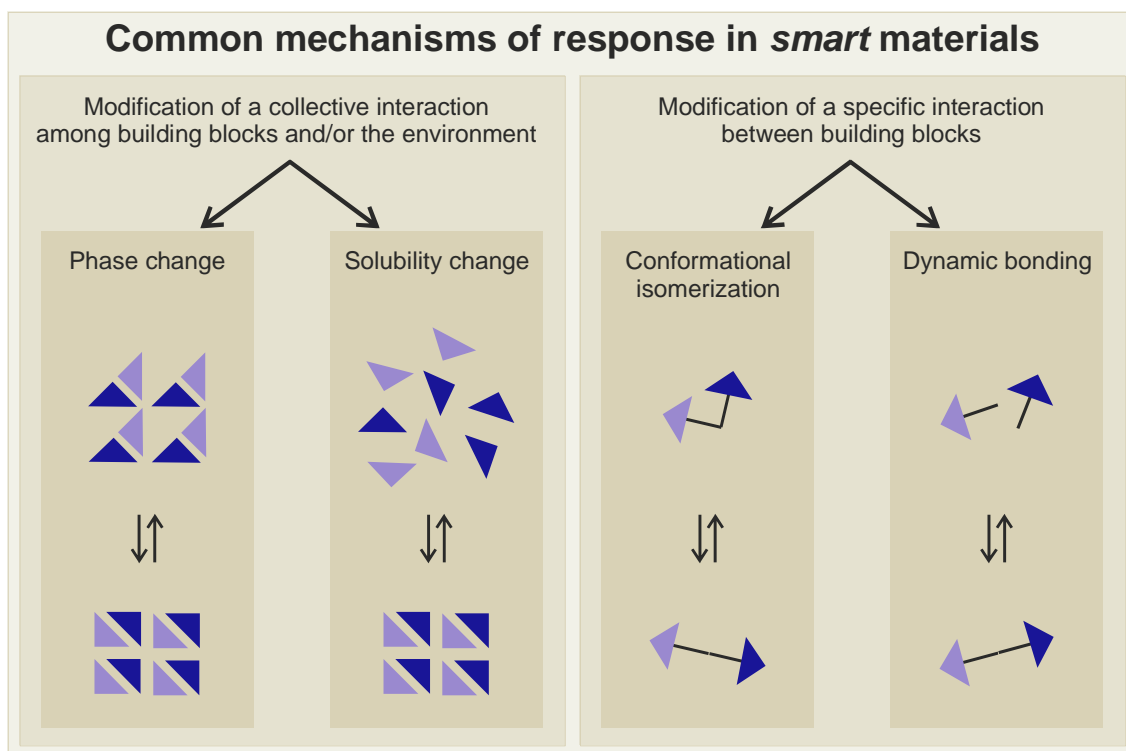 Common mechanisms of response in smart materials
Modification of a collective interaction
among building blocks and/or the environment
Modification of a specific interaction
between building blocks
Phase change
Solubility change
Conformational
isomerization
Dynamic bonding